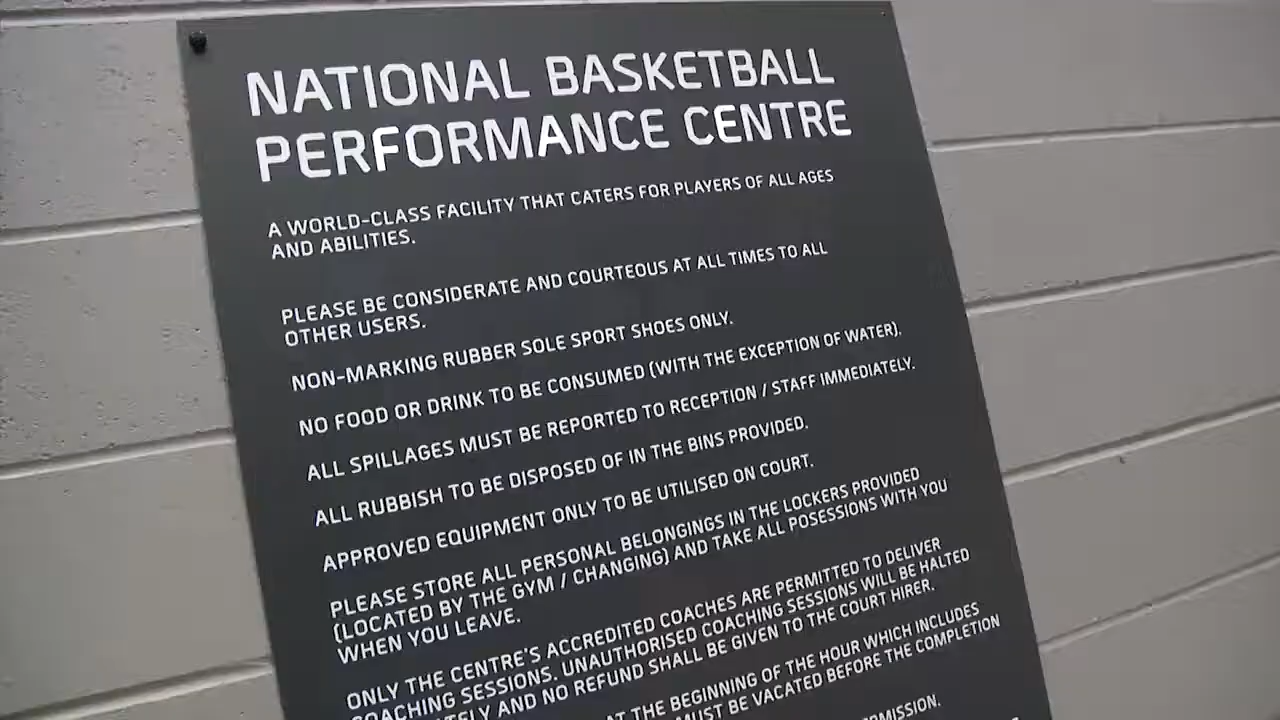 NATIONAL BASKETBALL
PERFORMANCE CENTRE
A WORLD-CLASS FACILITY THAT CATERS FOR PLAYERS OF ALL AGES
AND ABILITIES.
PLEASE BE CONSIDERATE AND COURTEOUS AT ALL TIMES TO ALL
OTHER USERS.
NON-MARKING RUBBER SOLE SPORT SHOES ONLY.
NO FOOD OR DRINK TO BE CONSUMED (WITH THE EXCEPTION OF WATER).
ALL SPILLAGES MUST BE REPORTED TO RECEPTION / STAFF IMMEDIATELY.
ALL RUBBISH TO BE DISPOSED OF IN THE BINS PROVIDED.
APPROVED EQUIPMENT ONLY TO BE UTILISED ON COURT.
PLEASE STORE ALL PERSONAL BELONGINGS IN THE LOCKERS PROVIDED
(LOCATED BY THE GYM / CHANGING) AND TAKE ALL POSESSIONS WITH YOU
WHEN YOU LEAVE.
ONLY THE CENTRE'S ACCREDITED COACHES ARE PERMITTED TO DELIVER
COACHING SESSIONS. UNAUTHORISED COACHING SESSIONS WILL BE HALTED
AND NO REFUND SHALL BE GIVEN TO THE COURT HIRER.
AT THE BEGINNING OF THE HOUR WHICH INCLUDES
MUST BE VACATED BEFORE THE COMPLETION